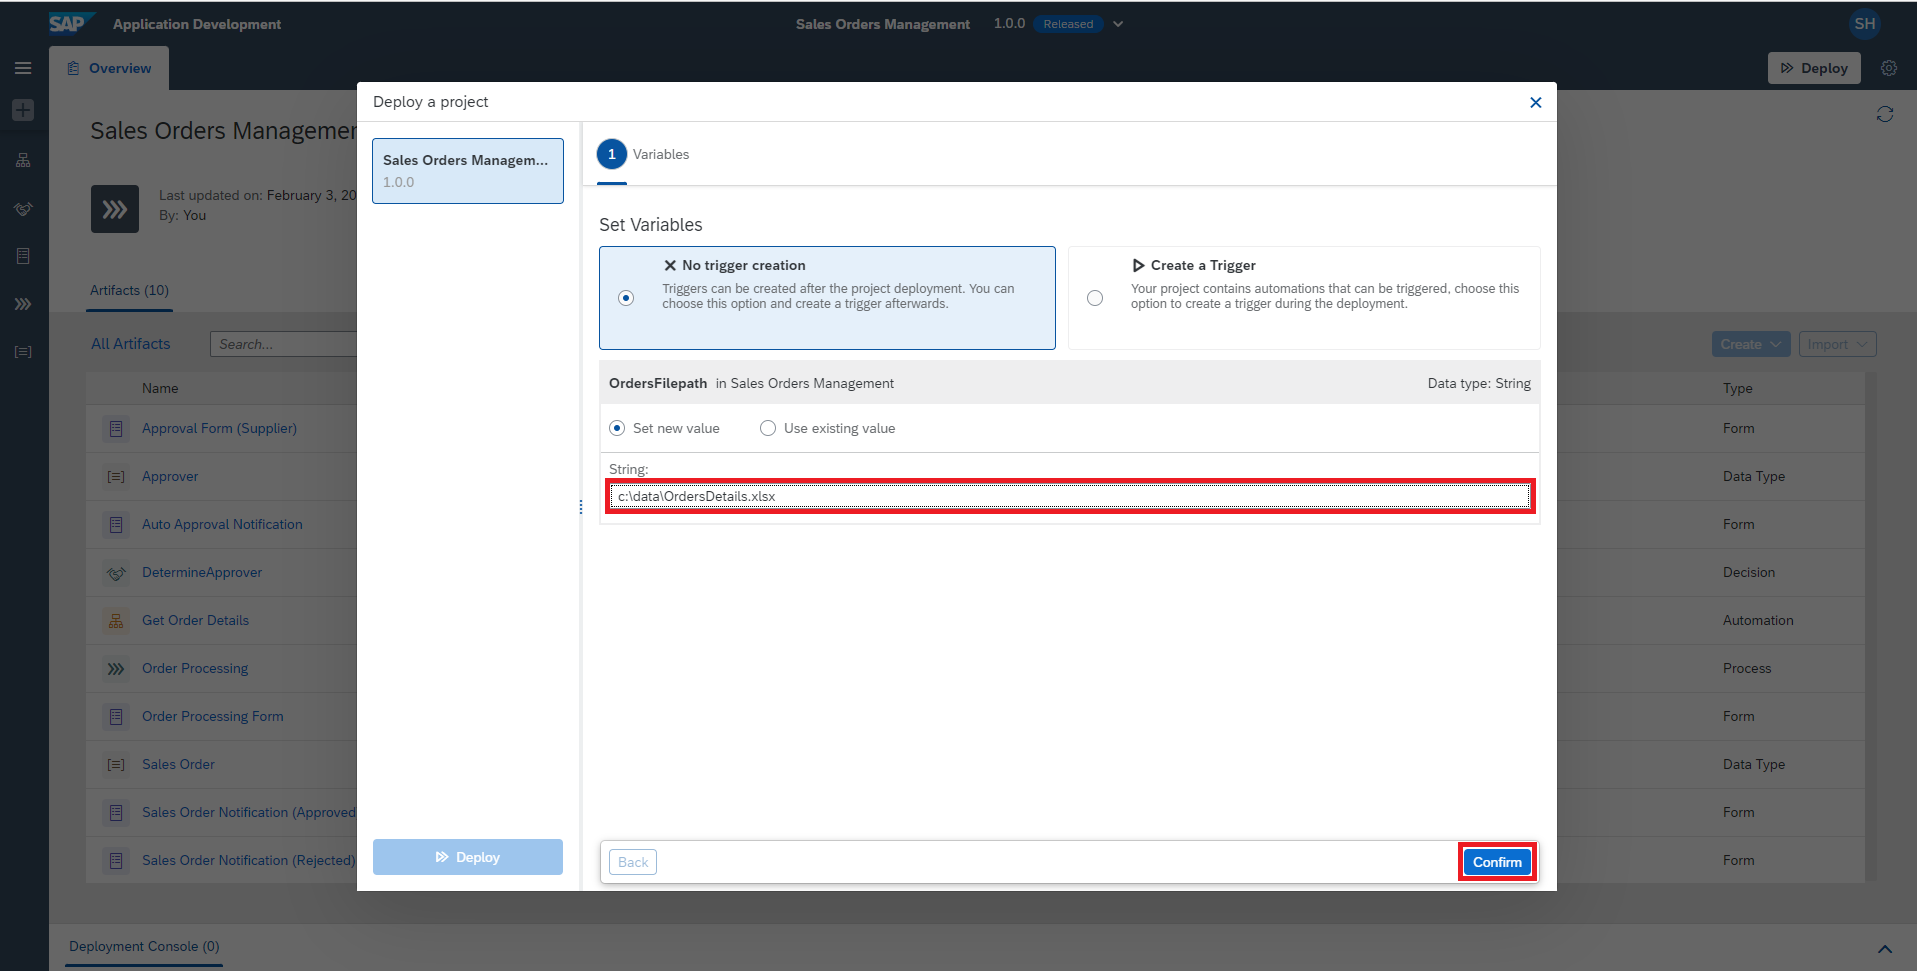 SAP Application Development
Sales Orders Management 1.0.0 Released
SH
Overview
Deploy
Sales Orders Managemen
Last updated on: February 3, 20
By: You
Artifacts (10)
All Artifacts
Search...
Create
Import
Name
Type
Approval Form (Supplier)
Form
Approver
Data Type
Auto Approval Notification
Form
DetermineApprover
Decision
Get Order Details
Automation
Order Processing
Process
Order Processing Form
Form
Sales Order
Data Type
Sales Order Notification (Approved
Form
Sales Order Notification (Rejected)
Form
Deployment Console (0)
Deploy a project
Sales Orders Managem...
1.0.0
Deploy
1 Variables
Set Variables
No trigger creation
Triggers can be created after the project deployment. You can
choose this option and create a trigger afterwards.
Create a Trigger
Your project contains automations that can be triggered, choose this
option to create a trigger during the deployment.
OrdersFilepath in Sales Orders Management
Data type: String
Set new value
Use existing value
String:
c:\data\OrdersDetails.xlsx
Back
Confirm